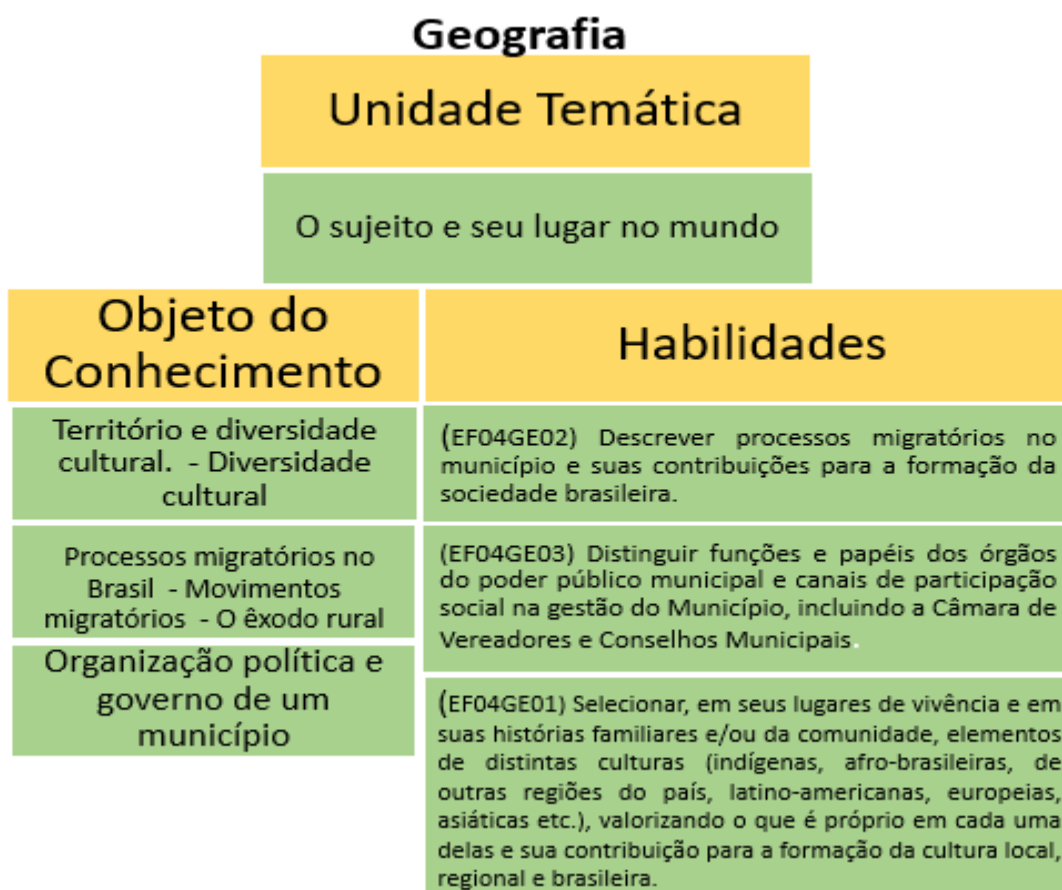 Geografia
Unidade Temática
O sujeito e seu lugar no mundo
Objeto do
Conhecimento
Habilidades
Território e diversidade
cultural. - Diversidade
cultural
(EF04GE02) Descrever processos migratórios no
município e suas contribuições para a formação da
sociedade brasileira.
Processos migratórios no
Brasil - Movimentos
migratórios - O êxodo rural
(EF04GE03) Distinguir funções e papéis dos órgãos
do poder público municipal e canais de participação
social na gestão do Município, incluindo a Câmara de
Vereadores e Conselhos Municipais.
Organização política e
governo de um
município
(EF04GE01) Selecionar, em seus lugares de vivência e em
suas histórias familiares e/ou da comunidade, elementos
de distintas culturas (indígenas, afro-brasileiras, de
outras regiões do país, latino-americanas, europeias,
asiáticas etc.), valorizando o que é próprio em cada uma
delas e sua contribuição para a formação da cultura local,
regional e brasileira.